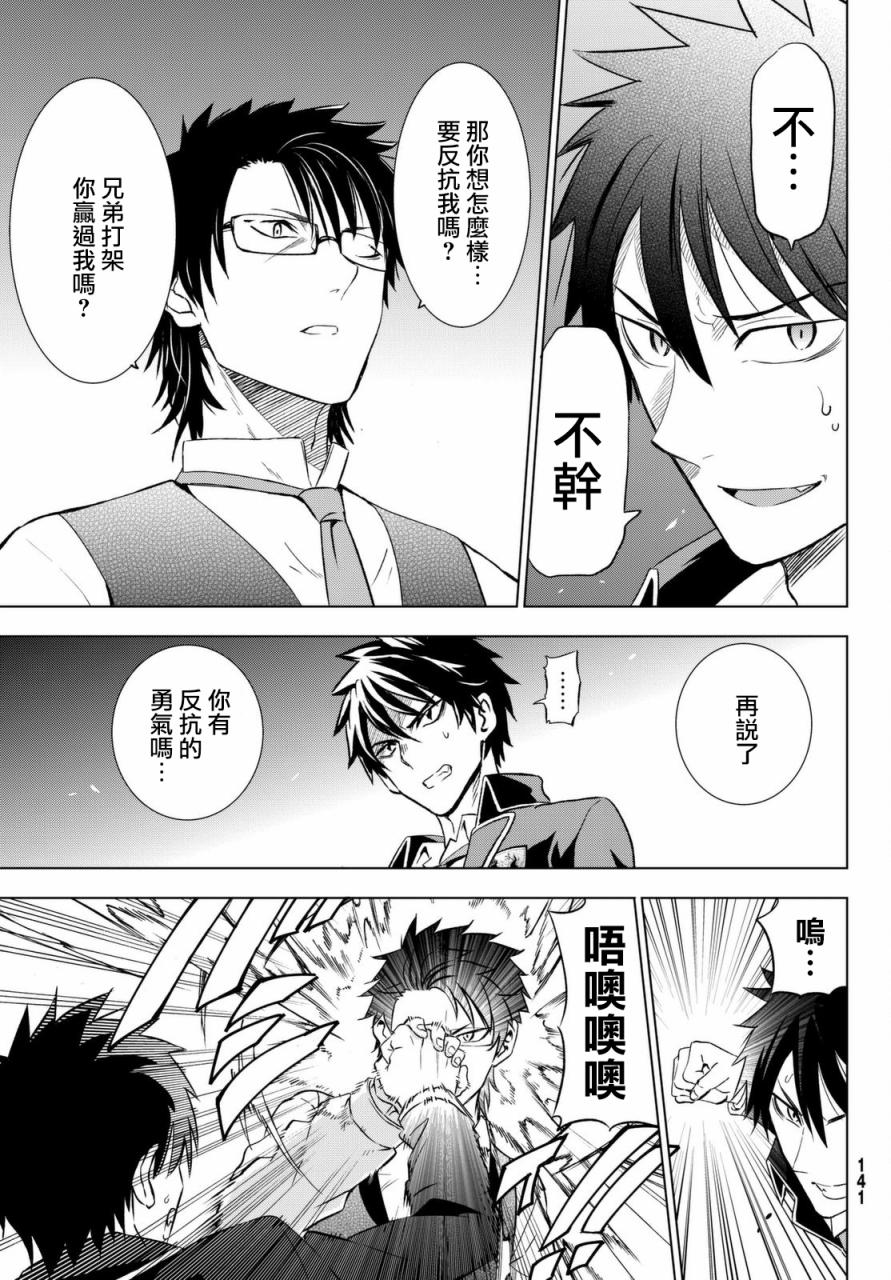 不…
不幹
那你想怎麼樣…
要反抗我嗎？
兄弟打架
你贏過我嗎？
再説了
……
你有
反抗的
勇氣嗎…
嗚…
唔噢噢噢
141